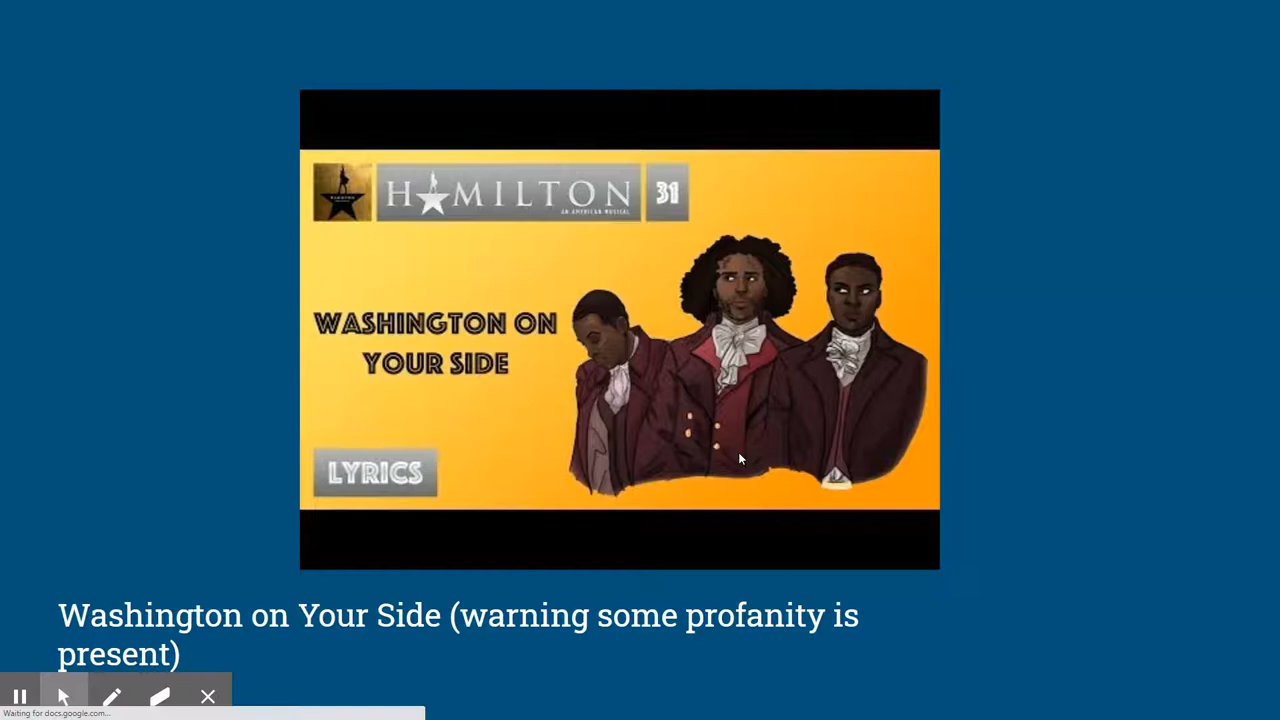 HAMILTON
AN AMERICAN MUSICAL
31
WASHINGTON ON
YOUR SIDE
LYRICS
Washington on Your Side (warning some profanity is
present)
Waiting for docs.google.com...